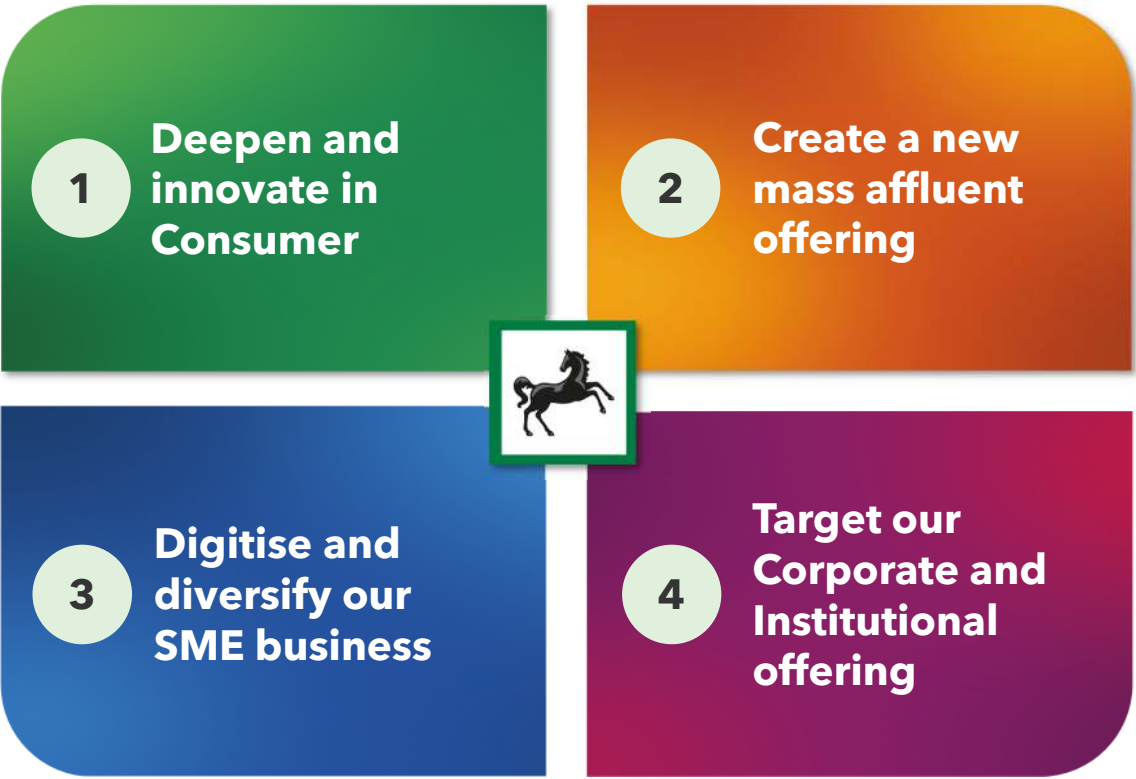 1
Deepen and
innovate in
Consumer
2
Create a new
mass affluent
offering
3
Digitise and
diversify our
SME business
4
Target our
Corporate and
Institutional
offering